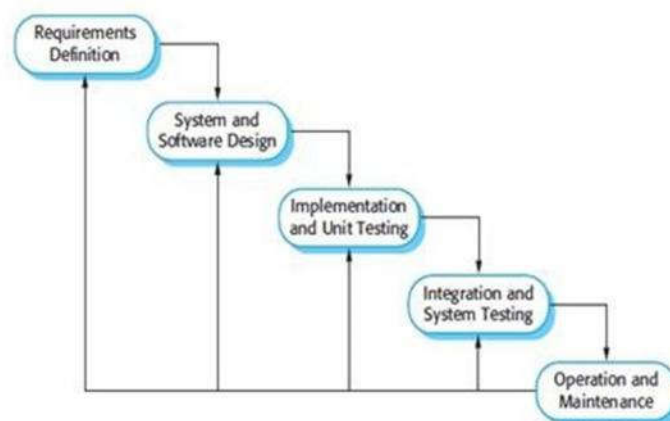 Requirements
Definition
System and
Software Design
Implementation
and Unit Testing
Integration and
System Testing
Operation and
Maintenance